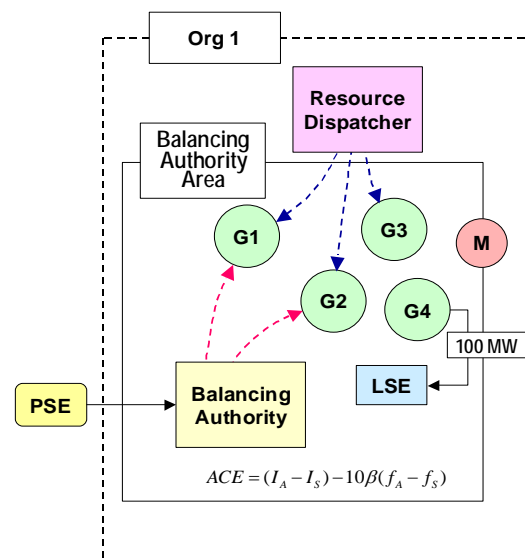 Org 1
Resource
Dispatcher
Balancing
Authority
Area
G1
G3
M
G2
G4
100 MW
LSE
PSE
Balancing
Authority
ACE = (I_A − I_S) − 10β(f_A − f_S)